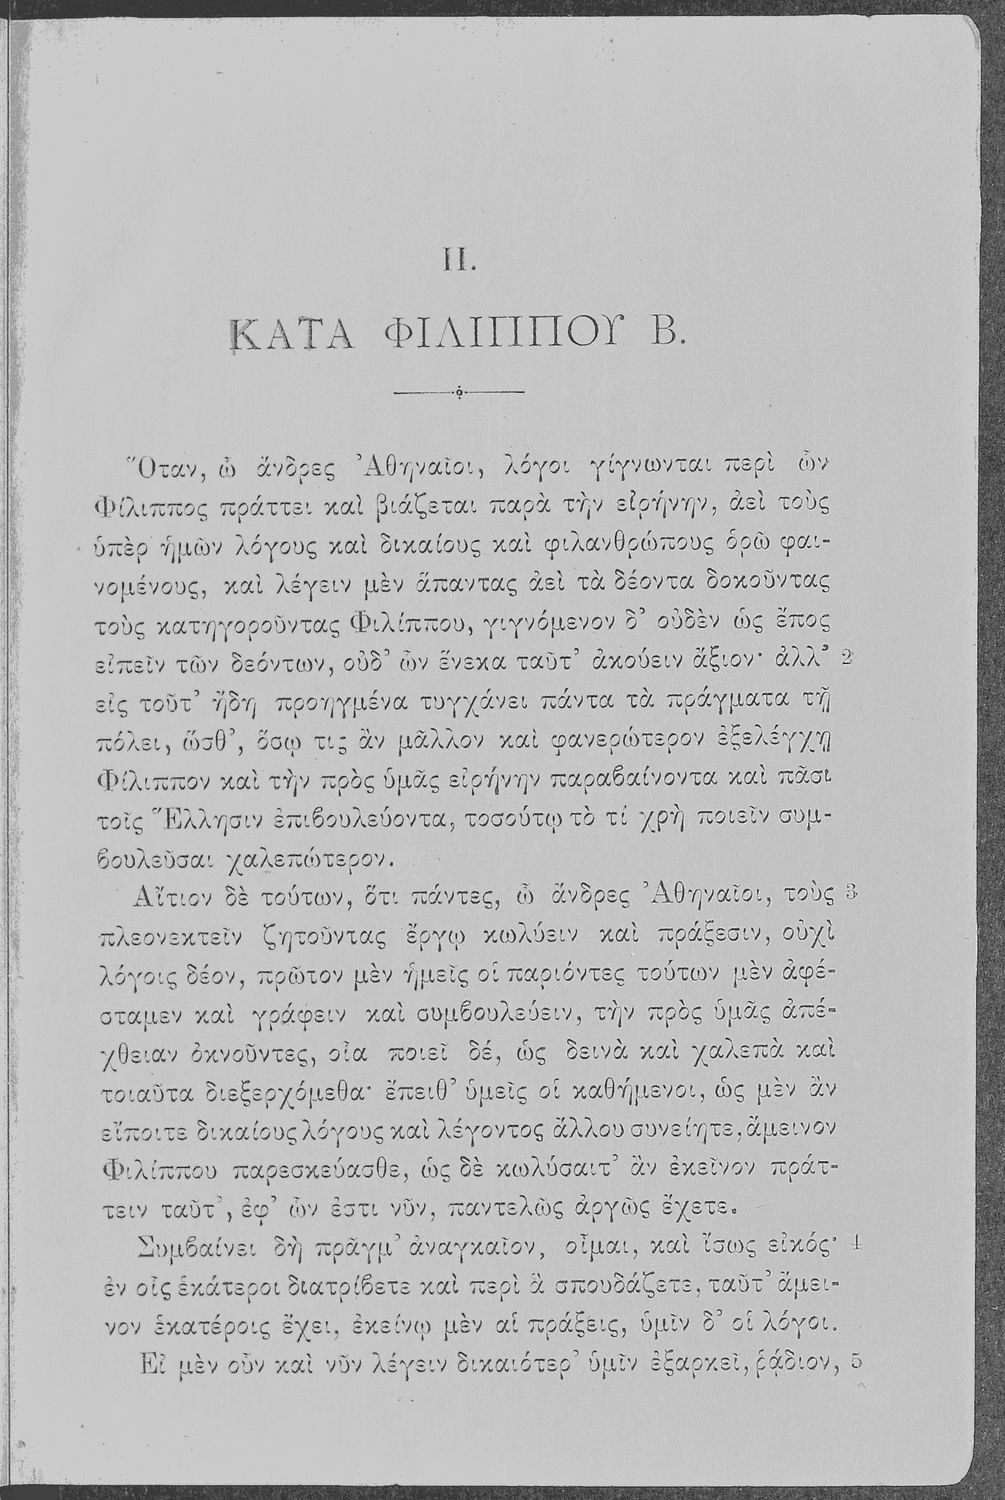 II.
ΚΑΤΑ ΦΙΛΙΠΠΟΥ Β.
Ὅταν, ὦ ἄνδρες Ἀθηναῖοι, λόγοι γίγνωνται περὶ ὧν
Φίλιππος πράττει καὶ βιάζεται παρὰ τὴν εἰρήνην, ἀεὶ τοὺς
ὑπὲρ ἡμῶν λόγους καὶ δικαίους καὶ φιλανθρώπους ὁρῶ φαι-
νομένους, καὶ λέγειν μὲν ἅπαντας ἀεὶ τὰ δέοντα δοκοῦντας
τοὺς κατηγοροῦντας Φιλίππου, γιγνόμενον δ' οὐδὲν ὡς ἔπος
εἰπεῖν τῶν δεόντων, οὐδ' ὧν ἕνεκα ταῦτ' ἀκούειν ἄξιον· ἀλλ' 2
εἰς τοῦτ' ἤδη προηγμένα τυγχάνει πάντα τὰ πράγματα τῇ
πόλει, ὥσθ', ὅσῳ τις ἂν μᾶλλον καὶ φανερώτερον ἐξελέγχῃ
Φίλιππον καὶ τὴν πρὸς ὑμᾶς εἰρήνην παραϐαίνοντα καὶ πᾶσι
τοῖς Ἕλλησιν ἐπιϐουλεύοντα, τοσούτῳ τὸ τί χρὴ ποιεῖν συμ-
ϐουλεῦσαι χαλεπώτερον.
Αἴτιον δὲ τούτων, ὅτι πάντες, ὦ ἄνδρες Ἀθηναῖοι, τοὺς 3
πλεονεκτεῖν ζητοῦντας ἔργῳ κωλύειν καὶ πράξεσιν, οὐχὶ
λόγοις δέον, πρῶτον μὲν ἡμεῖς οἱ παριόντες τούτων μὲν ἀφέ-
σταμεν καὶ γράφειν καὶ συμϐουλεύειν, τὴν πρὸς ὑμᾶς ἀπέ-
χθειαν ὀκνοῦντες, οἷα ποιεῖ δέ, ὡς δεινὰ καὶ χαλεπὰ καὶ
τοιαῦτα διεξερχόμεθα· ἔπειθ' ὑμεῖς οἱ καθήμενοι, ὡς μὲν ἂν
εἴποιτε δικαίους λόγους καὶ λέγοντος ἄλλου συνείητε, ἄμεινον
Φιλίππου παρεσκεύασθε, ὡς δὲ κωλύσαιτ' ἂν ἐκεῖνον πράτ-
τειν ταῦτ', ἐφ' ὧν ἐστι νῦν, παντελῶς ἀργῶς ἔχετε.
Συμϐαίνει δὴ πρᾶγμ' ἀναγκαῖον, οἶμαι, καὶ ἴσως εἰκός· 4
ἐν οἷς ἑκάτεροι διατρίϐετε καὶ περὶ ἃ σπουδάζετε, ταῦτ' ἄμει-
νον ἑκατέροις ἔχει, ἐκείνῳ μὲν αἱ πράξεις, ὑμῖν δ' οἱ λόγοι.
Εἰ μὲν οὖν καὶ νῦν λέγειν δικαιότερ' ὑμῖν ἐξαρκεῖ, ῥᾴδιον, 5